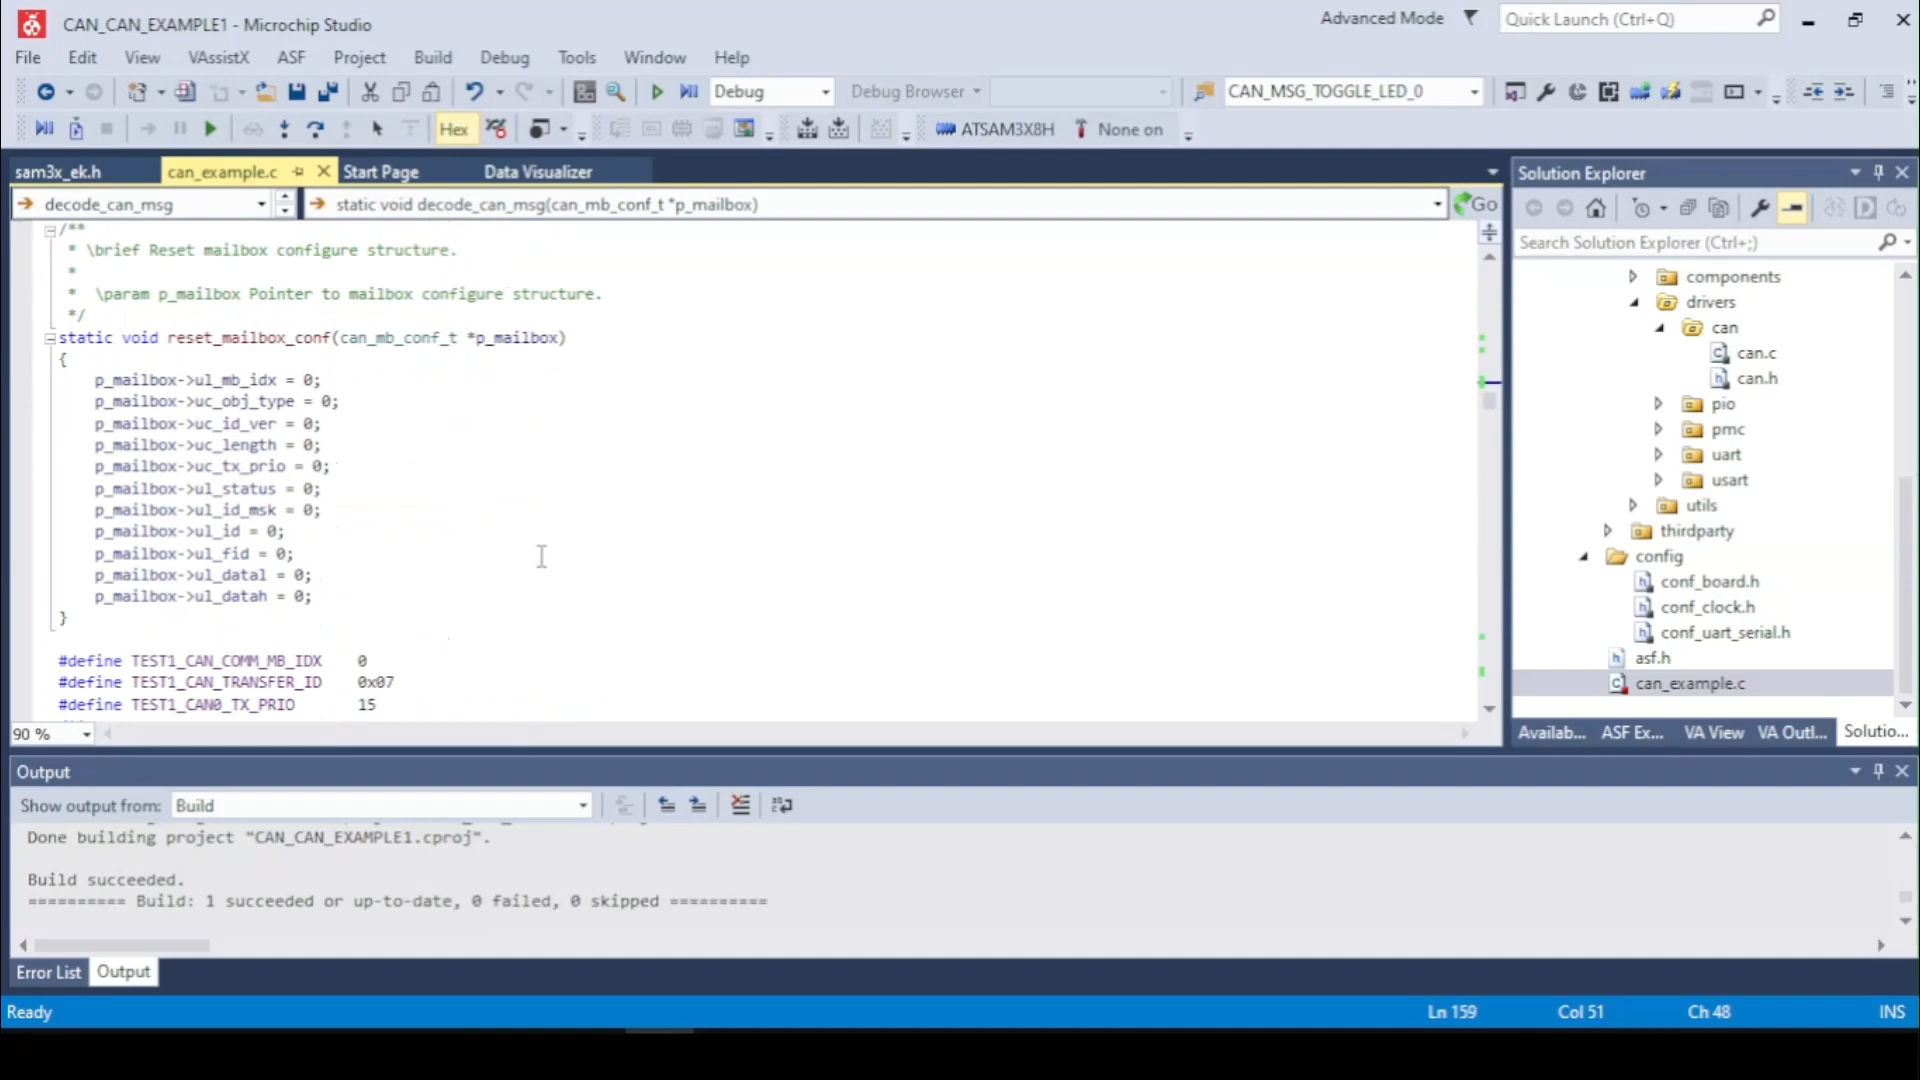 CAN_CAN_EXAMPLE1 - Microchip Studio
Advanced Mode
Quick Launch (Ctrl+Q)
File Edit View VAssistX ASF Project Build Debug Tools Window Help
Debug
Debug Browser
CAN_MSG_TOGGLE_LED_0
Hex
ATSAM3X8H
None on
sam3x_ek.h
can_example.c
Start Page
Data Visualizer
decode_can_msg
static void decode_can_msg(can_mb_conf_t *p_mailbox)
Go
/**
* \brief Reset mailbox configure structure.
*
* \param p_mailbox Pointer to mailbox configure structure.
*/
static void reset_mailbox_conf(can_mb_conf_t *p_mailbox)
{
p_mailbox->ul_mb_idx = 0;
p_mailbox->uc_obj_type = 0;
p_mailbox->uc_id_ver = 0;
p_mailbox->uc_length = 0;
p_mailbox->uc_tx_prio = 0;
p_mailbox->ul_status = 0;
p_mailbox->ul_id_msk = 0;
p_mailbox->ul_id = 0;
p_mailbox->ul_fid = 0;
p_mailbox->ul_datal = 0;
p_mailbox->ul_datah = 0;
}
#define TEST1_CAN_COMM_MB_IDX 0
#define TEST1_CAN_TRANSFER_ID 0x07
#define TEST1_CAN0_TX_PRIO 15
90 %
Solution Explorer
Search Solution Explorer (Ctrl+;)
components
drivers
can
can.c
can.h
pio
pmc
uart
usart
utils
thirdparty
config
conf_board.h
conf_clock.h
conf_uart_serial.h
asf.h
can_example.c
Availab... ASF Ex... VA View VA Outl... Solutio...
Output
Show output from: Build
Done building project "CAN_CAN_EXAMPLE1.cproj".
Build succeeded.
========== Build: 1 succeeded or up-to-date, 0 failed, 0 skipped ==========
Error List
Output
Ready
Ln 159
Col 51
Ch 48
INS